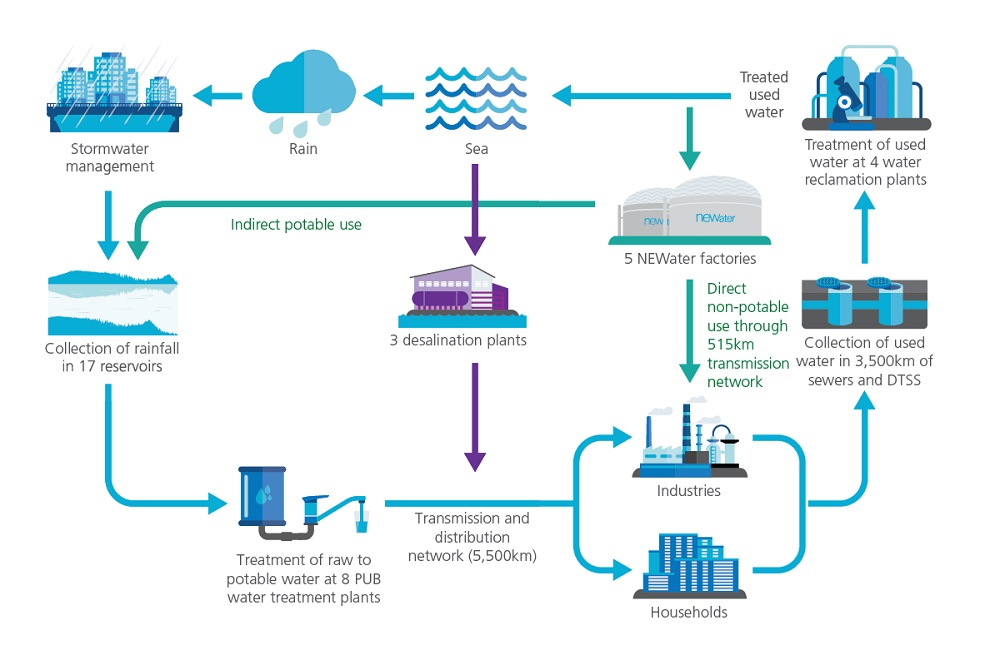 Treated
used
water
Stormwater
management
Rain
Sea
Treatment of used
water at 4 water
reclamation plants
Indirect potable use
newa
newater
5 NEWater factories
Direct
non-potable
use through
515km
transmission
network
Collection of rainfall
in 17 reservoirs
3 desalination plants
Collection of used
water in 3,500km of
sewers and DTSS
Industries
Transmission and
distribution
network (5,500km)
Treatment of raw to
potable water at 8 PUB
water treatment plants
Households